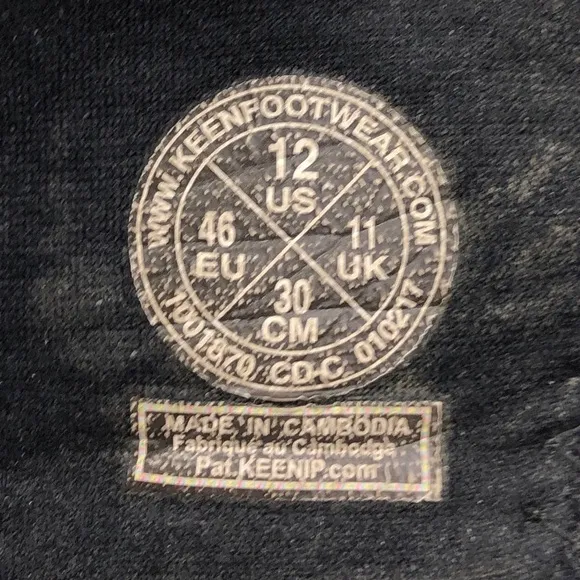 www.KEENFOOTWEAR.COM
12
US
46
EU
11
UK
30
CM
1001870 CD-C 010217
MADE IN CAMBODIA
Fabriqué au Cambodge
Pat.KEENIP.com